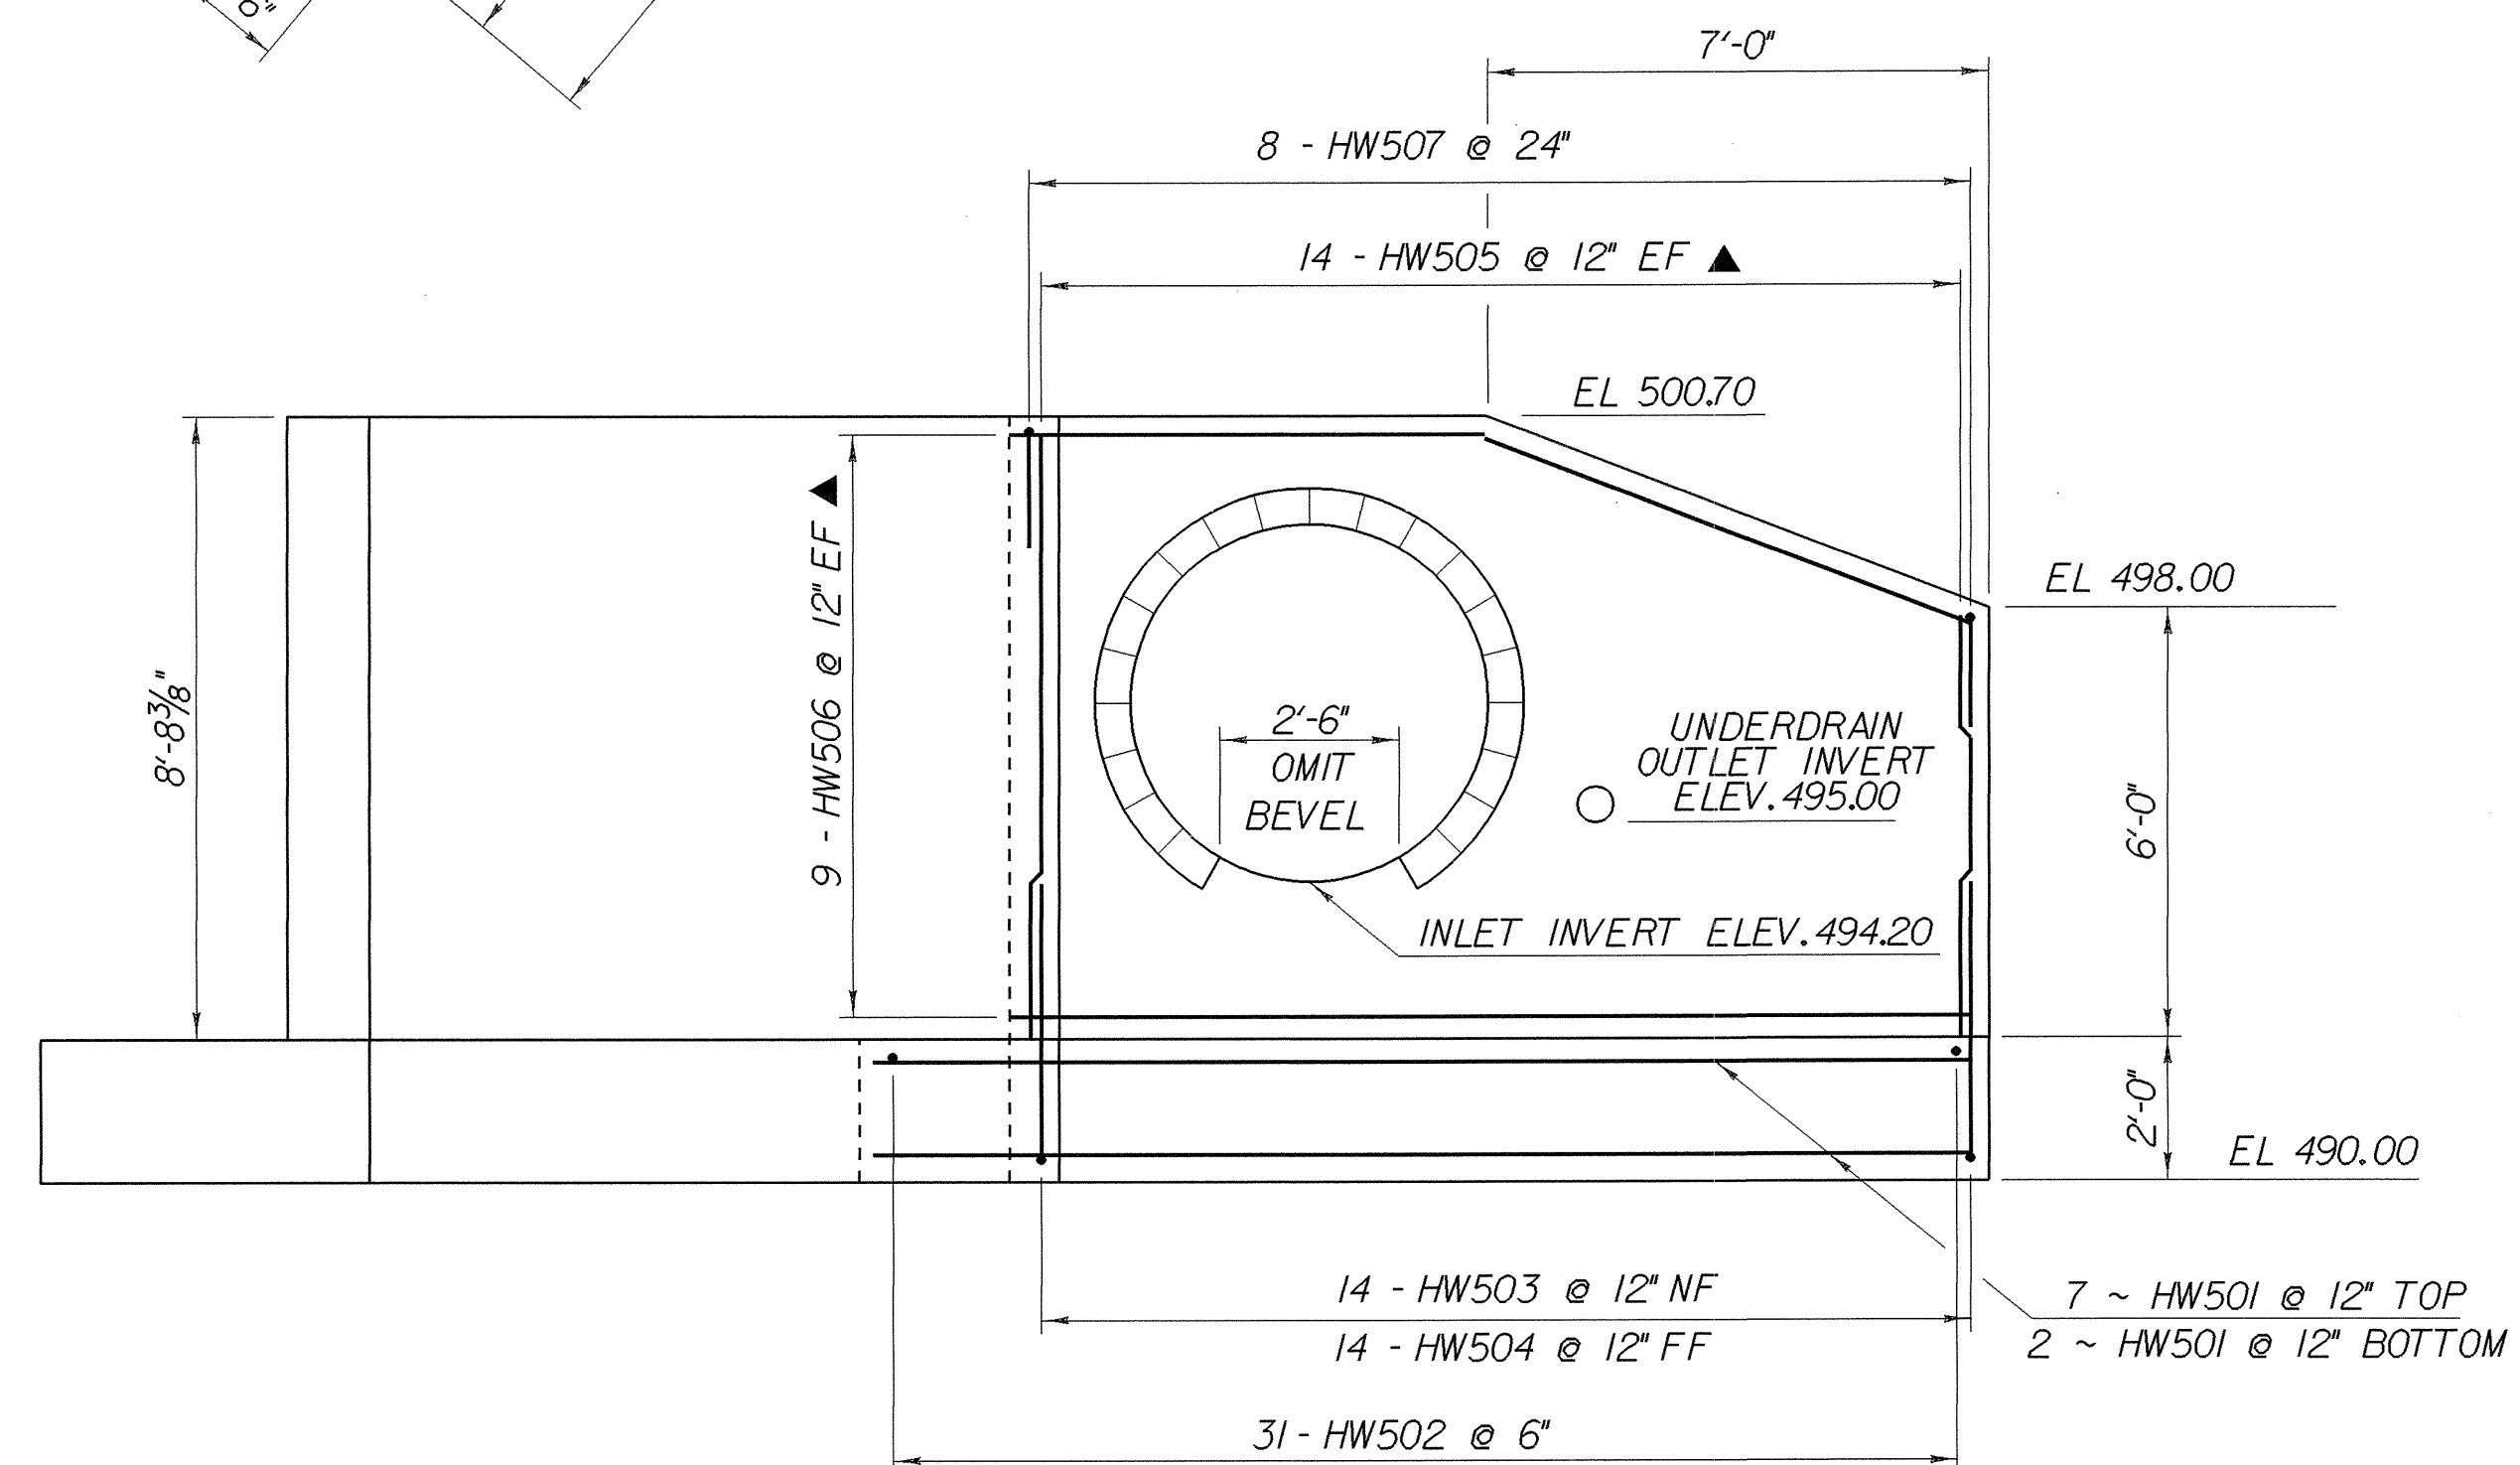 0"
7'-0"
8 - HW507 @ 24"
14 - HW505 @ 12" EF ▲
EL 500.70
EL 498.00
9 - HW506 @ 12" EF ▲
8'-8 3/8"
2'-6"
OMIT
BEVEL
UNDERDRAIN
OUTLET INVERT
ELEV. 495.00
6'-0"
INLET INVERT ELEV. 494.20
2'-0"
EL 490.00
14 - HW503 @ 12" NF
14 - HW504 @ 12" FF
7 ~ HW501 @ 12" TOP
2 ~ HW501 @ 12" BOTTOM
31 - HW502 @ 6"